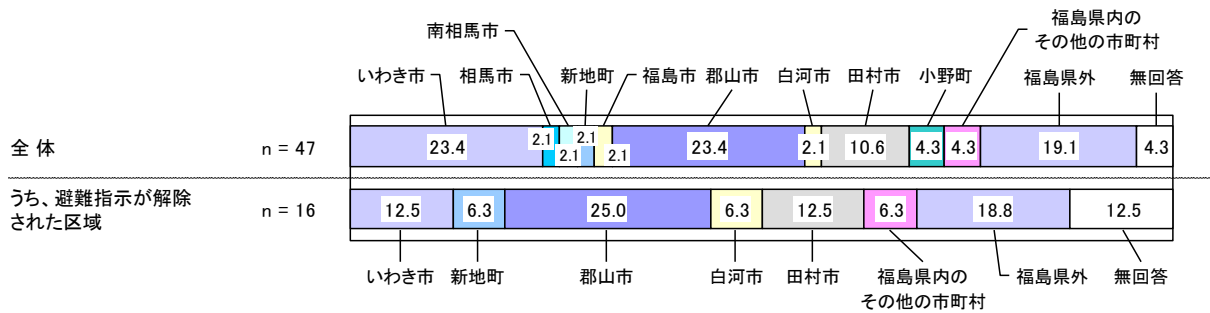 福島県内の
その他の市町村
南相馬市
いわき市 相馬市 新地町 福島市 郡山市 白河市 田村市 小野町 福島県外 無回答
全 体 n = 47 23.4 2.1 2.1 2.1 2.1 23.4 2.1 10.6 4.3 4.3 19.1 4.3
うち、避難指示が解除
された区域 n = 16 12.5 6.3 25.0 6.3 12.5 6.3 18.8 12.5
いわき市 新地町 郡山市 白河市 田村市 福島県内の 福島県外 無回答
その他の市町村